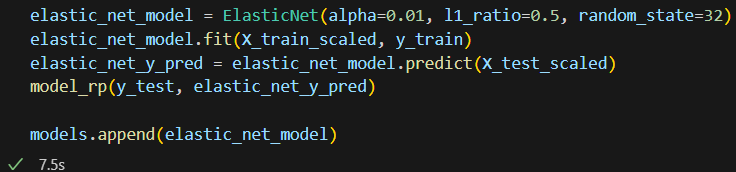 elastic_net_model = ElasticNet(alpha=0.01, l1_ratio=0.5, random_state=32)
elastic_net_model.fit(X_train_scaled, y_train)
elastic_net_y_pred = elastic_net_model.predict(X_test_scaled)
model_rp(y_test, elastic_net_y_pred)
models.append(elastic_net_model)
✓ 7.5s